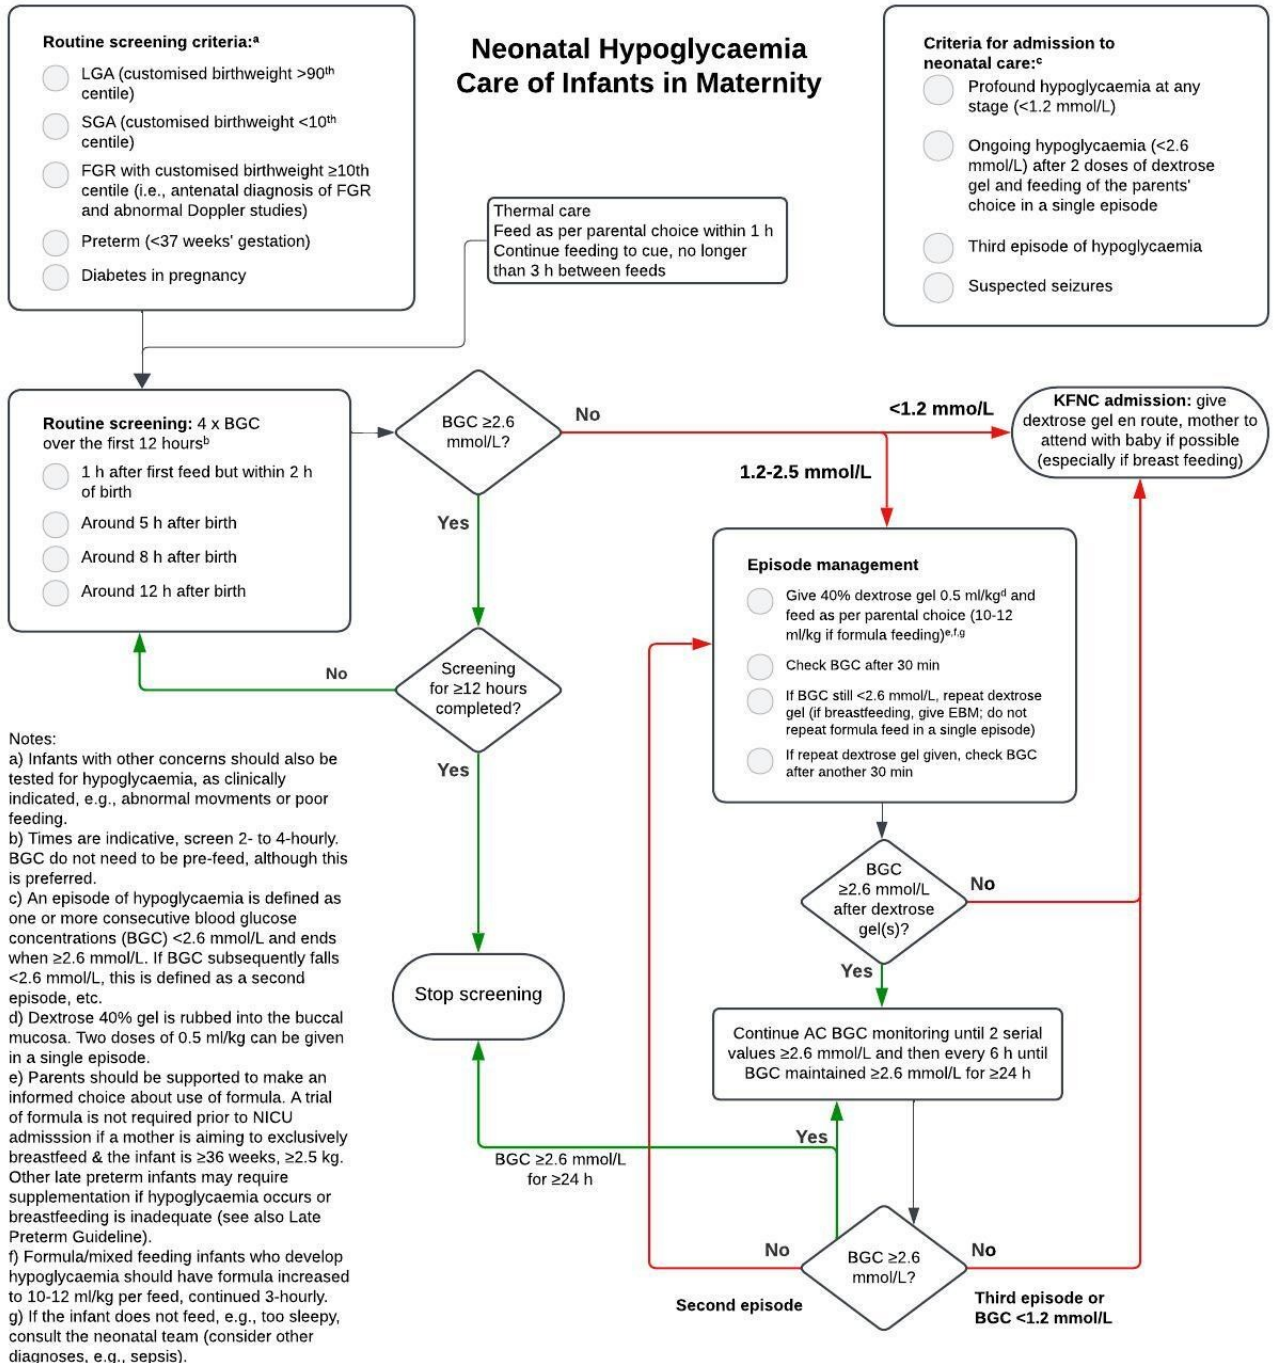 Neonatal Hypoglycaemia
Care of Infants in Maternity
Routine screening criteria:ᵃ
LGA (customised birthweight >90ᵗʰ
centile)
SGA (customised birthweight <10ᵗʰ
centile)
FGR with customised birthweight ≥10th
centile (i.e., antenatal diagnosis of FGR
and abnormal Doppler studies)
Preterm (<37 weeks' gestation)
Diabetes in pregnancy
Criteria for admission to
neonatal care:ᶜ
Profound hypoglycaemia at any
stage (<1.2 mmol/L)
Ongoing hypoglycaemia (<2.6
mmol/L) after 2 doses of dextrose
gel and feeding of the parents'
choice in a single episode
Third episode of hypoglycaemia
Suspected seizures
Thermal care
Feed as per parental choice within 1 h
Continue feeding to cue, no longer
than 3 h between feeds
Routine screening: 4 x BGC
over the first 12 hoursᵇ
1 h after first feed but within 2 h
of birth
Around 5 h after birth
Around 8 h after birth
Around 12 h after birth
BGC ≥2.6
mmol/L?
No
<1.2 mmo/L
KFNC admission: give
dextrose gel en route, mother to
attend with baby if possible
(especially if breast feeding)
1.2-2.5 mmol/L
Yes
Episode management
Give 40% dextrose gel 0.5 ml/kgᵈ and
feed as per parental choice (10-12
ml/kg if formula feeding)ᵉ,ᶠ,ᵍ
Check BGC after 30 min
If BGC still <2.6 mmol/L, repeat dextrose
gel (if breastfeeding, give EBM; do not
repeat formula feed in a single episode)
If repeat dextrose gel given, check BGC
after another 30 min
Screening
for ≥12 hours
completed?
No
Yes
Stop screening
BGC
≥2.6 mmol/L
after dextrose
gel(s)?
No
Yes
Continue AC BGC monitoring until 2 serial
values ≥2.6 mmol/L and then every 6 h until
BGC maintained ≥2.6 mmol/L for ≥24 h
Yes
BGC ≥2.6 mmol/L
for ≥24 h
BGC ≥2.6
mmol/L?
No
Second episode
No
Third episode or
BGC <1.2 mmol/L
Notes:
a) Infants with other concerns should also be
tested for hypoglycaemia, as clinically
indicated, e.g., abnormal movments or poor
feeding.
b) Times are indicative, screen 2- to 4-hourly.
BGC do not need to be pre-feed, although this
is preferred.
c) An episode of hypoglycaemia is defined as
one or more consecutive blood glucose
concentrations (BGC) <2.6 mmol/L and ends
when ≥2.6 mmol/L. If BGC subsequently falls
<2.6 mmol/L, this is defined as a second
episode, etc.
d) Dextrose 40% gel is rubbed into the buccal
mucosa. Two doses of 0.5 ml/kg can be given
in a single episode.
e) Parents should be supported to make an
informed choice about use of formula. A trial
of formula is not required prior to NICU
admisssion if a mother is aiming to exclusively
breastfeed & the infant is ≥36 weeks, ≥2.5 kg.
Other late preterm infants may require
supplementation if hypoglycaemia occurs or
breastfeeding is inadequate (see also Late
Preterm Guideline).
f) Formula/mixed feeding infants who develop
hypoglycaemia should have formula increased
to 10-12 ml/kg per feed, continued 3-hourly.
g) If the infant does not feed, e.g., too sleepy,
consult the neonatal team (consider other
diagnoses, e.g., sepsis).